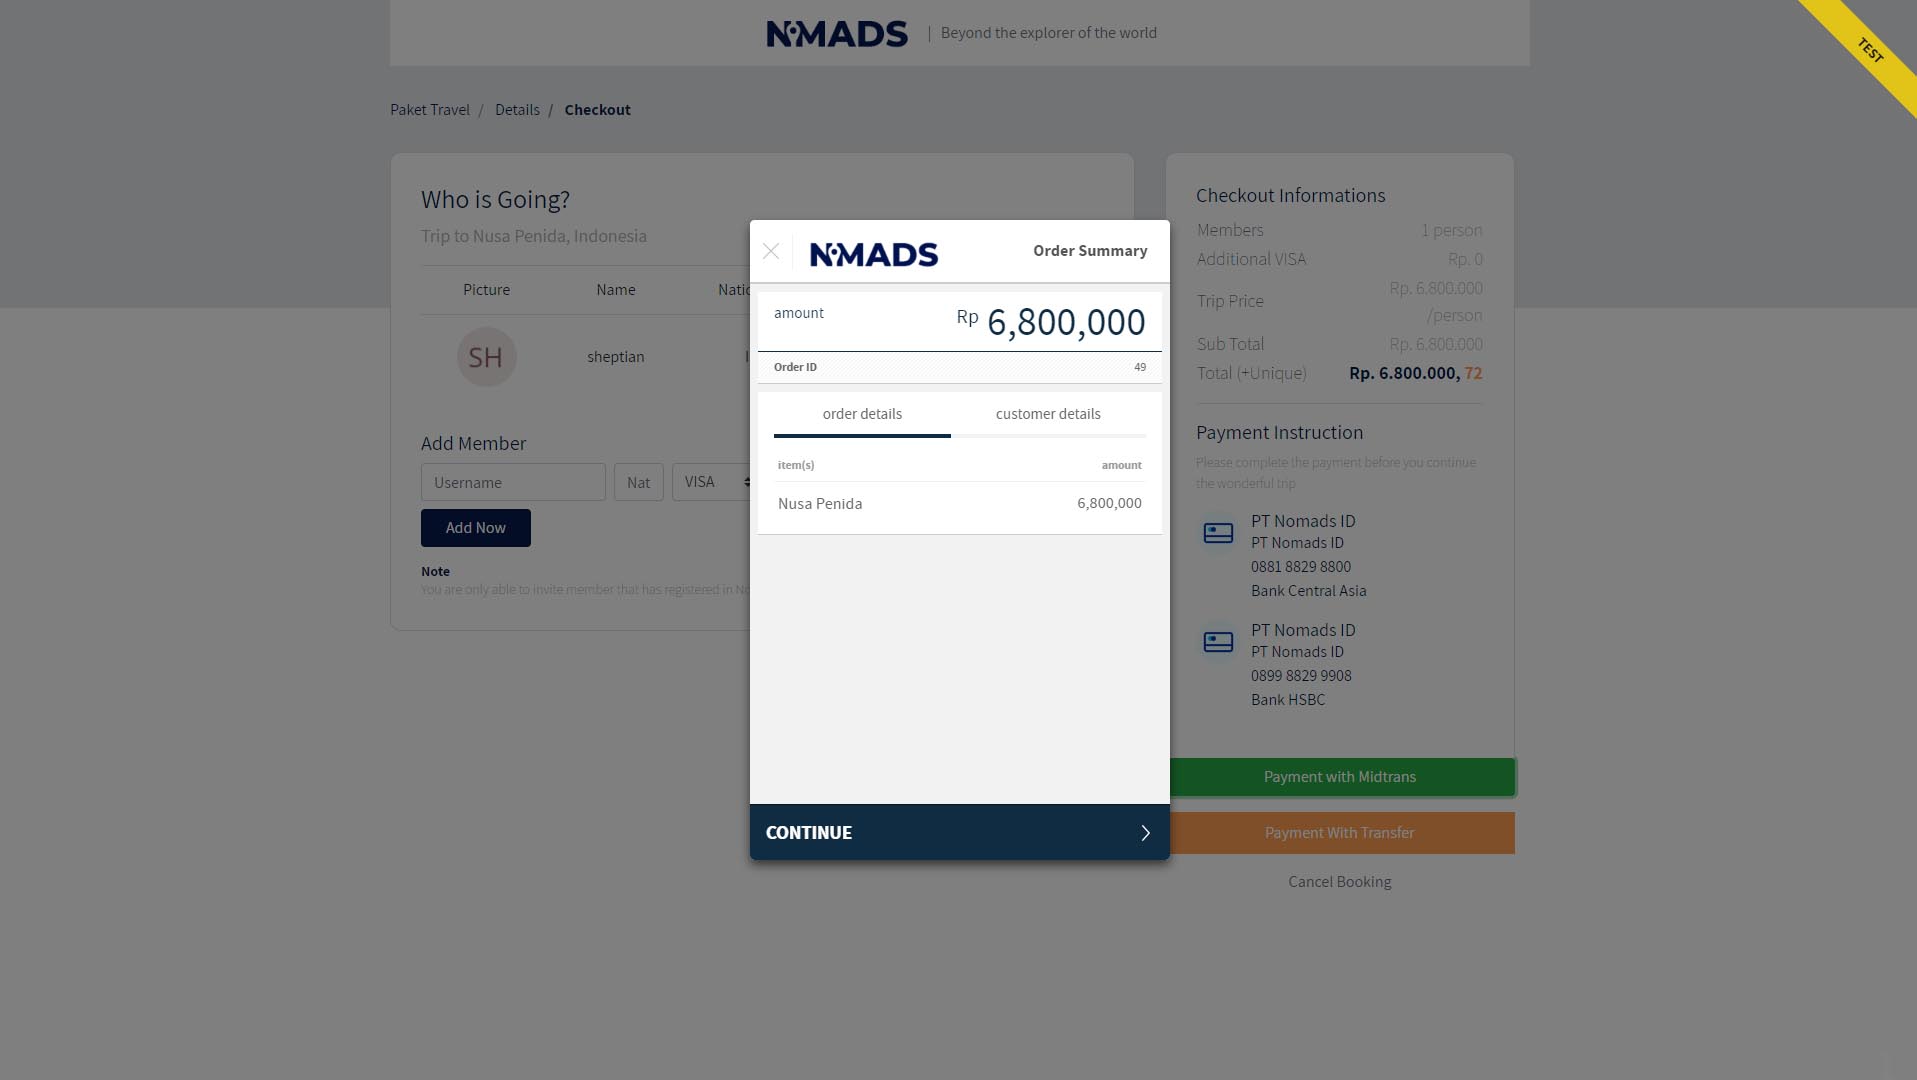 NOMADS | Beyond the explorer of the world
TEST
Paket Travel / Details / Checkout
Who is Going?
Trip to Nusa Penida, Indonesia
Picture Name
sheptian
SH
Add Member
Username Nat VISA
Add Now
Note
You are only able to invite member that has registered in
NOMADS Order Summary
amount Rp 6,800,000
Order ID 49
order details customer details
item(s) amount
Nusa Penida 6,800,000
CONTINUE
Checkout Informations
Members 1 person
Additional VISA Rp. 0
Trip Price Rp. 6.800.000
/person
Sub Total Rp. 6.800.000
Total (+Unique) Rp. 6.800.000, 72
Payment Instruction
Please complete the payment before you continue
the wonderful trip
PT Nomads ID
PT Nomads ID
0881 8829 8800
Bank Central Asia
PT Nomads ID
PT Nomads ID
0899 8829 9908
Bank HSBC
Payment with Midtrans
Payment With Transfer
Cancel Booking